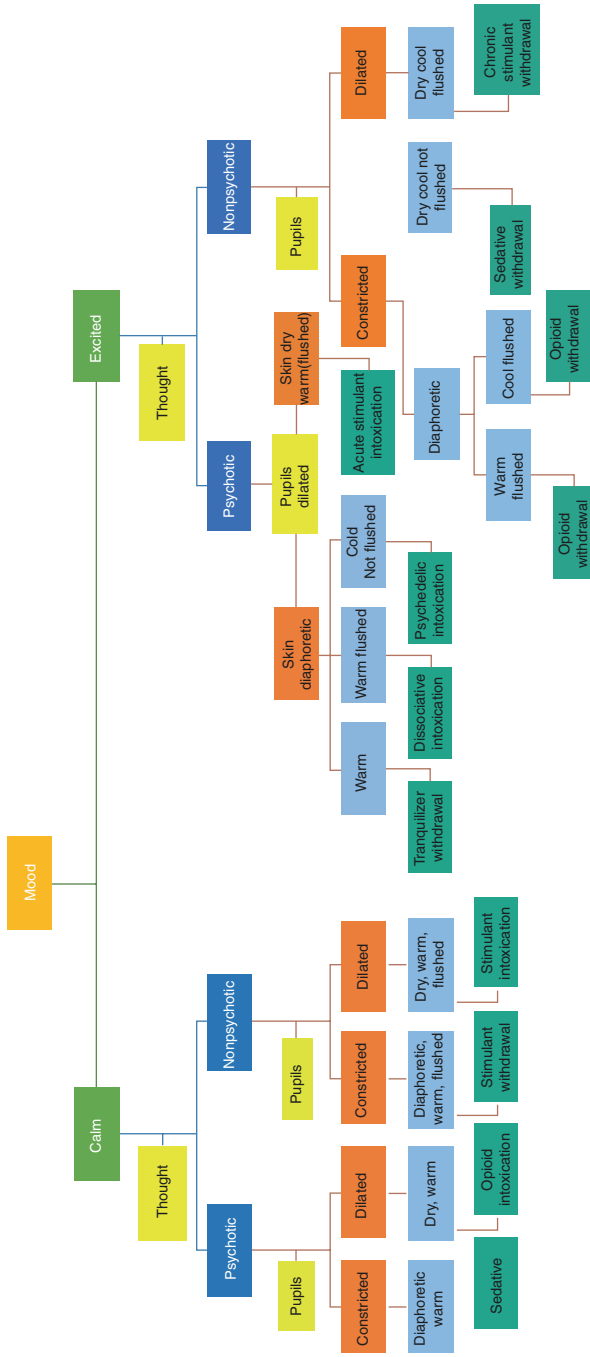 Mood
Calm
Excited
Thought
Thought
Psychotic
Nonpsychotic
Psychotic
Nonpsychotic
Pupils
Pupils
Pupils
dilated
Pupils
Constricted
Dilated
Constricted
Dilated
Skin
diaphoretic
Skin dry
warm(flushed)
Constricted
Dilated
Diaphoretic
warm
Dry, warm
Diaphoretic,
warm, flushed
Dry, warm,
flushed
Warm
Warm flushed
Cold
Not flushed
Acute stimulant
intoxication
Diaphoretic
Dry cool not
flushed
Dry cool
flushed
Sedative
Opioid
intoxication
Stimulant
withdrawal
Stimulant
intoxication
Tranquilizer
withdrawal
Dissociative
intoxication
Psychedelic
intoxication
Warm
flushed
Cool flushed
Sedative
withdrawal
Chronic
stimulant
withdrawal
Opioid
withdrawal
Opioid
withdrawal